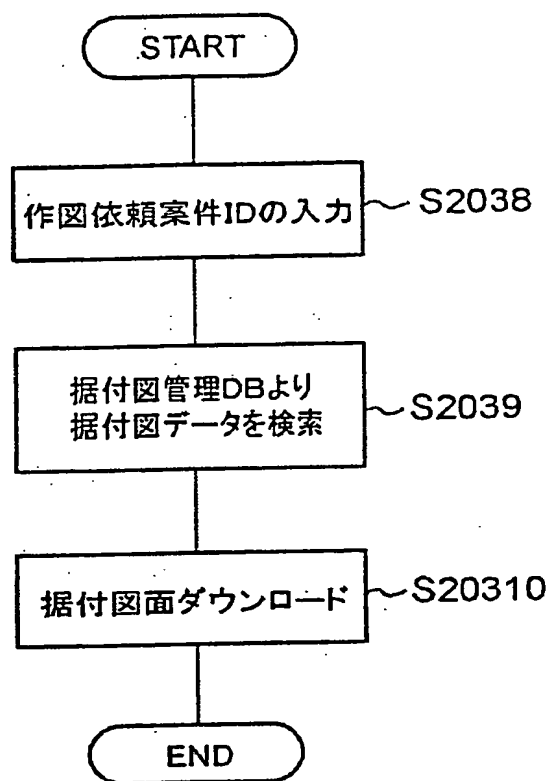 START
作図依頼案件IDの入力
S2038
据付図管理DBより
据付図データを検索
S2039
据付図面ダウンロード
S20310
END